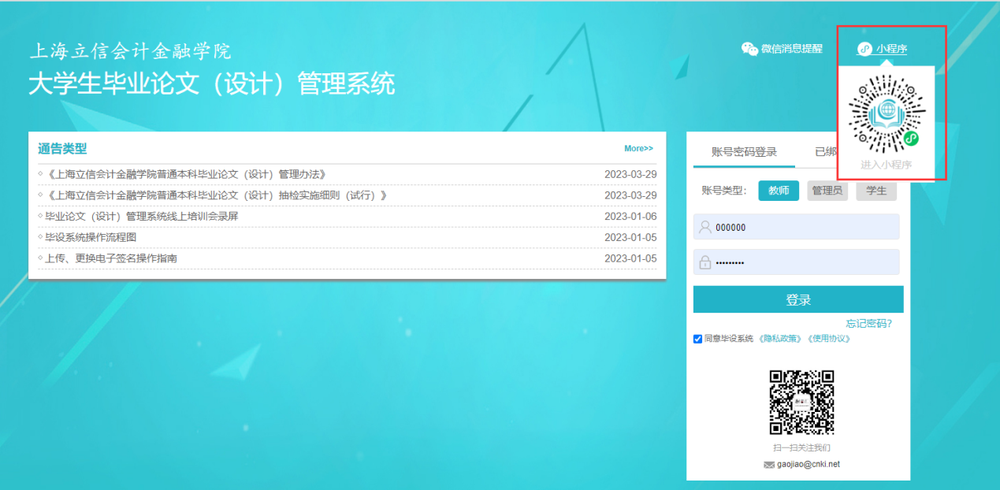 上海立信会计金融学院
大学生毕业论文（设计）管理系统
微信消息提醒
小程序
进入小程序
通告类型
More>>
《上海立信会计金融学院普通本科毕业论文（设计）管理办法》 2023-03-29
《上海立信会计金融学院普通本科毕业论文（设计）抽检实施细则（试行）》 2023-03-29
毕业论文（设计）管理系统线上培训会录屏 2023-01-06
毕设系统操作流程图 2023-01-05
上传、更换电子签名操作指南 2023-01-05
账号密码登录 已绑
账号类型： 教师 管理员 学生
000000
•••••••••
登录
忘记密码?
同意毕设系统 《隐私政策》 《使用协议》
扫一扫关注我们
gaojiao@cnki.net